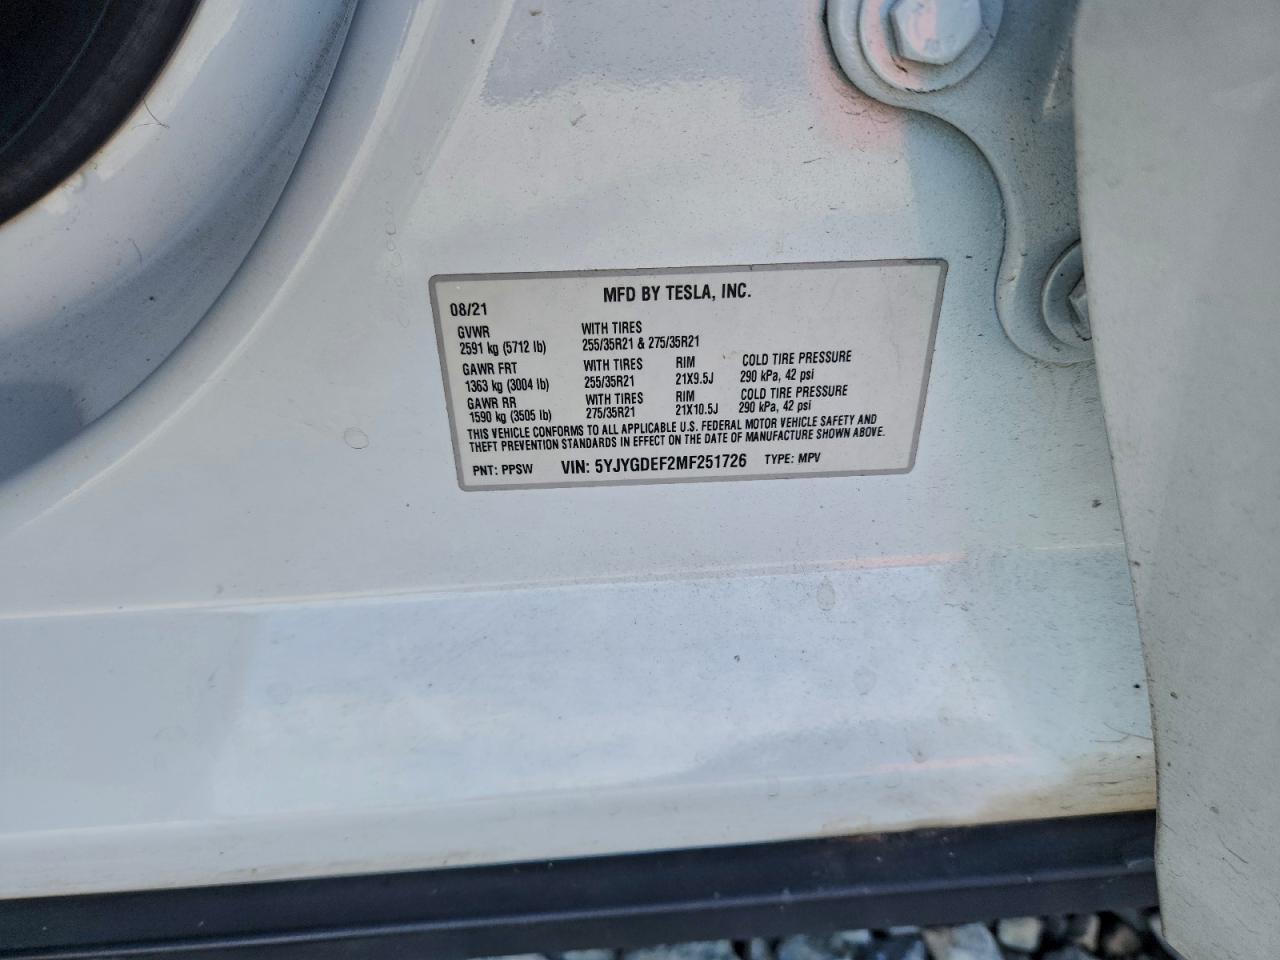 MFD BY TESLA, INC.
08/21
GVWR WITH TIRES
2591 kg (5712 lb) 255/35R21 & 275/35R21
GAWR FRT WITH TIRES RIM COLD TIRE PRESSURE
1363 kg (3004 lb) 255/35R21 21X9.5J 290 kPa, 42 psi
GAWR RR WITH TIRES RIM COLD TIRE PRESSURE
1590 kg (3505 lb) 275/35R21 21X10.5J 290 kPa, 42 psi
THIS VEHICLE CONFORMS TO ALL APPLICABLE U.S. FEDERAL MOTOR VEHICLE SAFETY AND
THEFT PREVENTION STANDARDS IN EFFECT ON THE DATE OF MANUFACTURE SHOWN ABOVE.
PNT: PPSW VIN: 5YJYGDEF2MF251726 TYPE: MPV